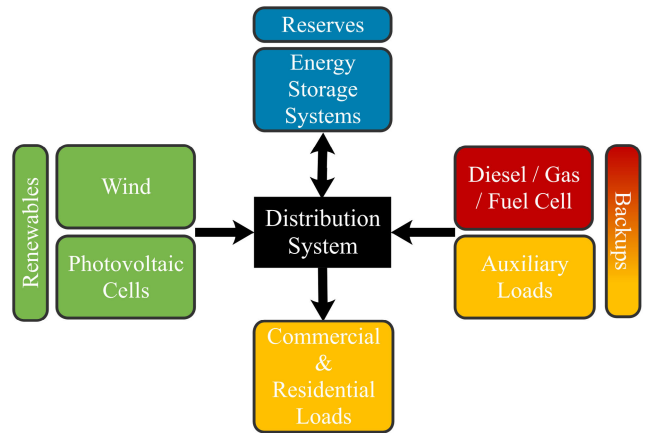 Reserves
Energy
Storage
Systems
Renewables
Wind
Photovoltaic
Cells
Distribution
System
Diesel / Gas
/ Fuel Cell
Auxiliary
Loads
Backups
Commercial
&
Residential
Loads